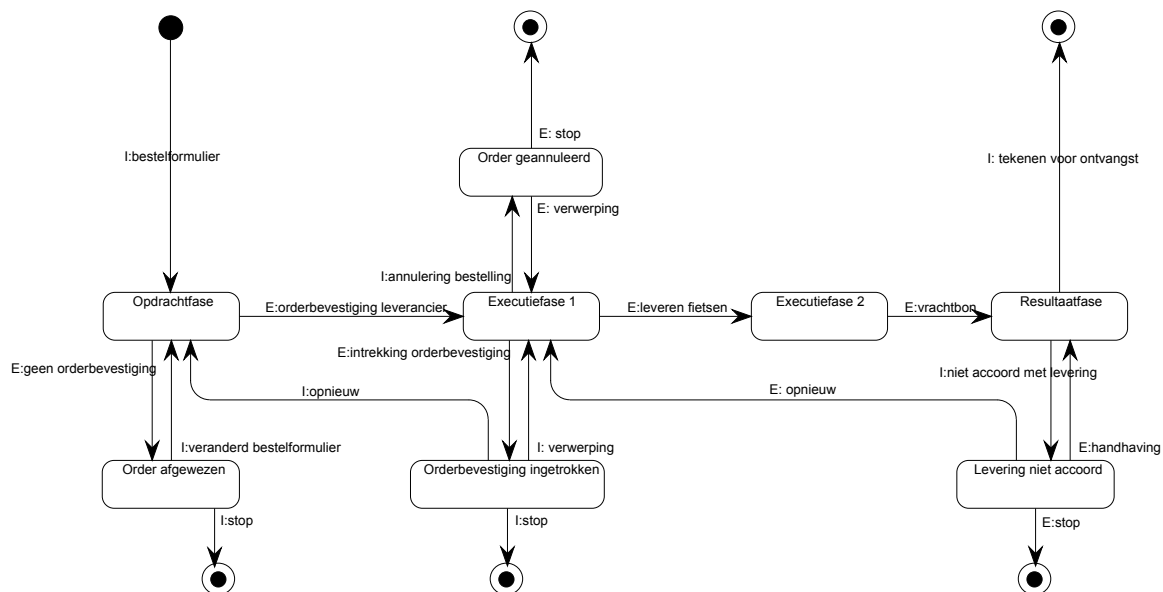 E: stop
I:bestelformulier
Order geannuleerd
I: tekenen voor ontvangst
E: verwerping
I:annulering bestelling
Opdrachtfase
E:orderbevestiging leverancier
Executiefase 1
E:leveren fietsen
Executiefase 2
E:vrachtbon
Resultaatfase
E:geen orderbevestiging
E:intrekking orderbevestiging
I:niet accoord met levering
I:opnieuw
E: opnieuw
I:veranderd bestelformulier
I: verwerping
E:handhaving
Order afgewezen
Orderbevestiging ingetrokken
Levering niet accoord
I:stop
I:stop
E:stop